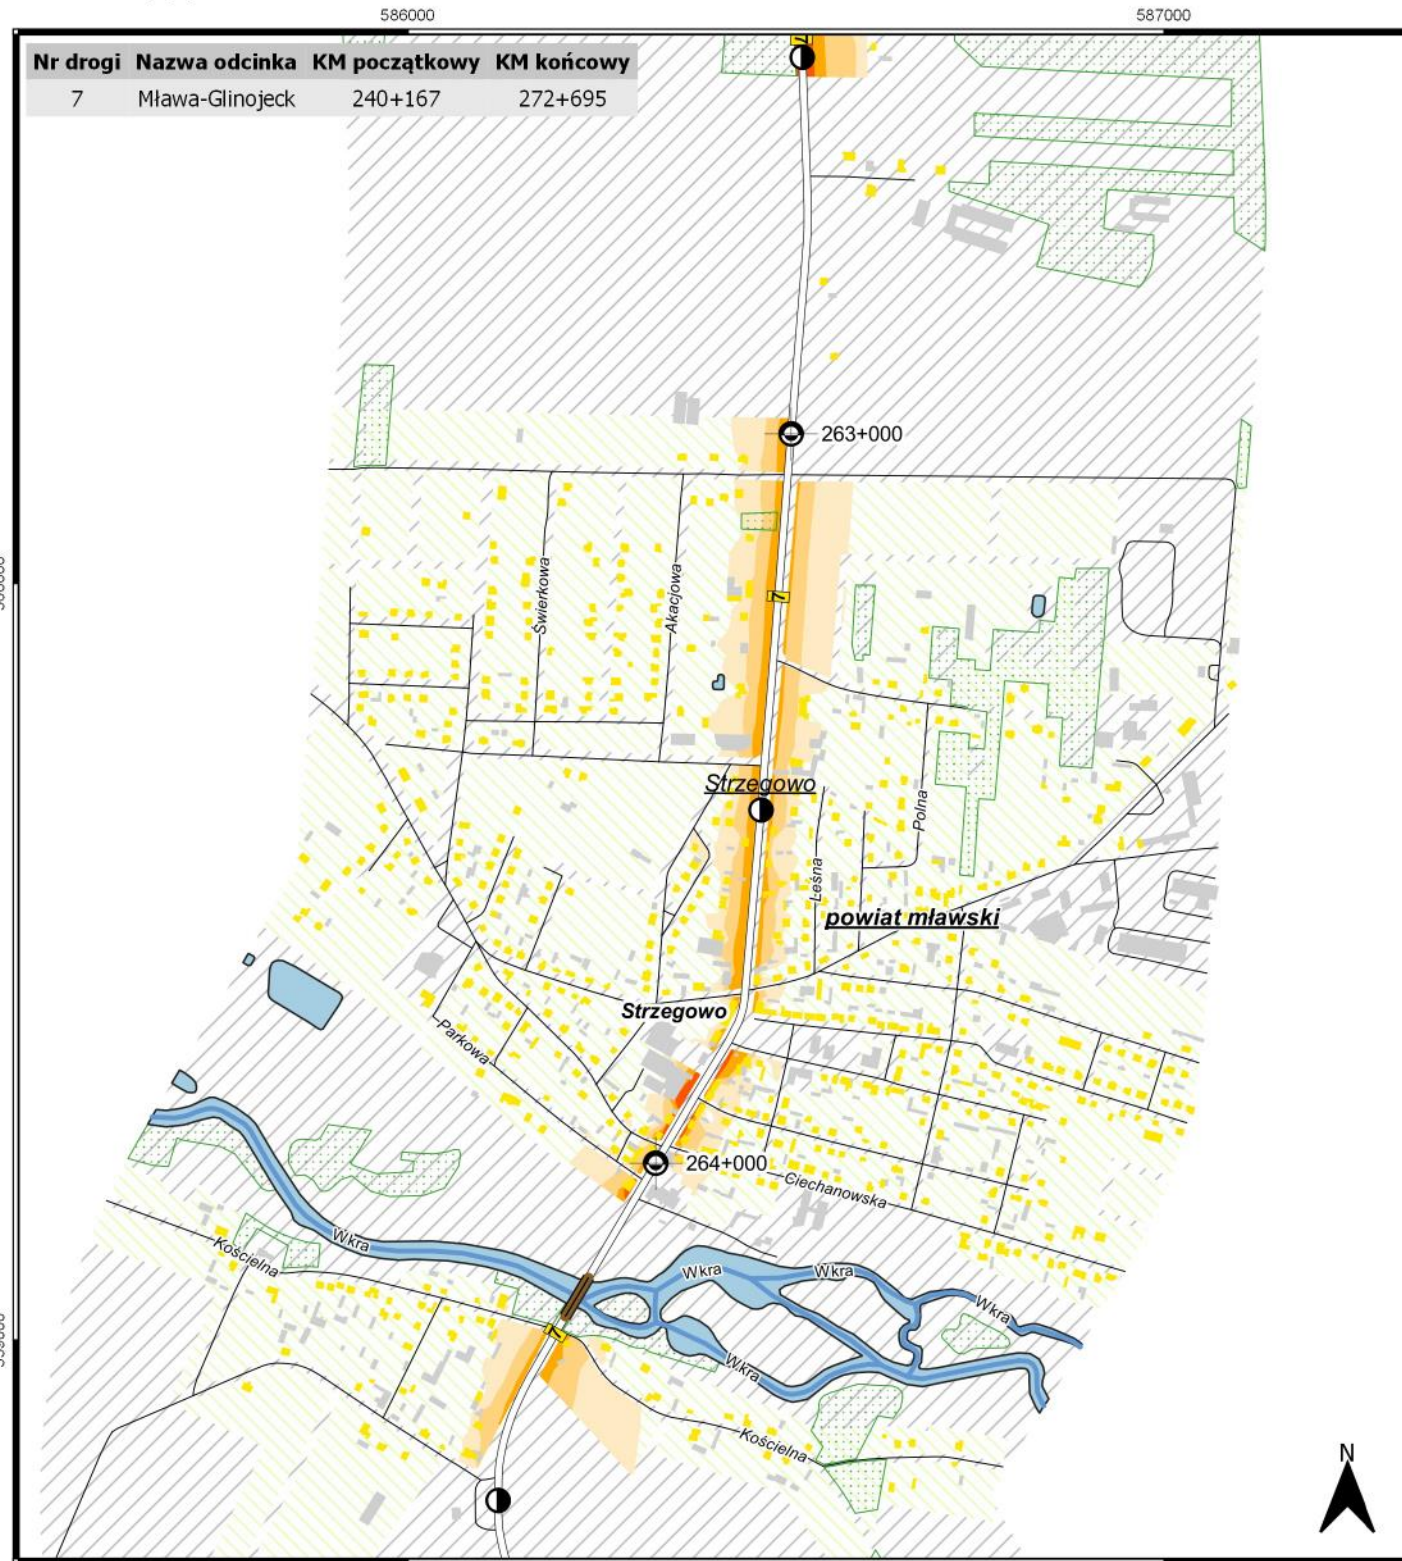 586000 587000
Nr drogi Nazwa odcinka KM początkowy KM końcowy
7 Mława-Glinojeck 240+167 272+695
7
263+000
Świerkowa
Akacjowa
7
Strzegowo
Polna
Leśna
powiat mławski
Strzegowo
Parkowa
264+000
Ciechanowska
Wkra
Kościelna
Wkra
Wkra
Wkra
7
Wkra
Kościelna
N